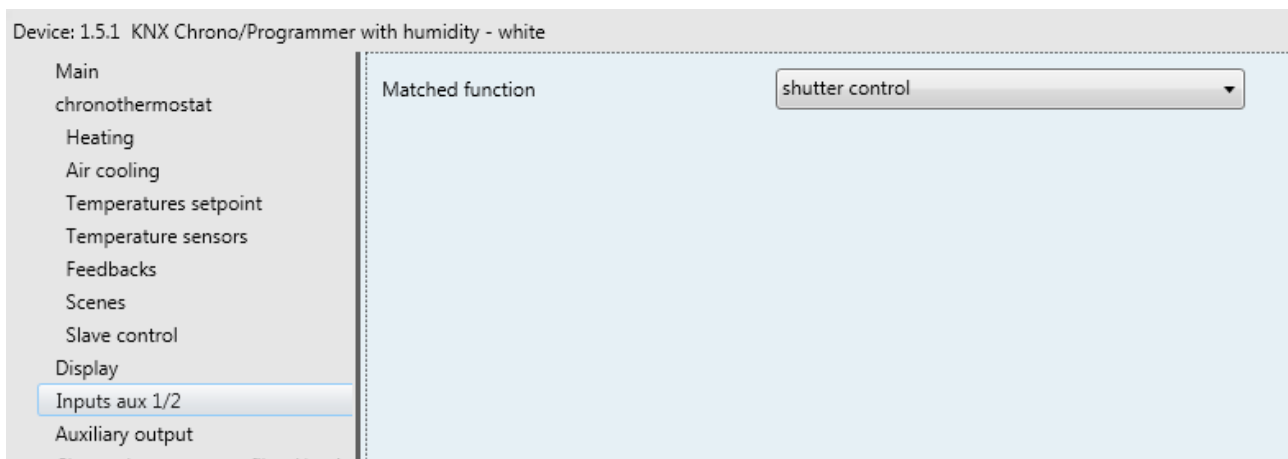 Device: 1.5.1 KNX Chrono/Programmer with humidity - white
Main
chronothermostat
Heating
Air cooling
Temperatures setpoint
Temperature sensors
Feedbacks
Scenes
Slave control
Display
Inputs aux 1/2
Auxiliary output
Matched function
shutter control